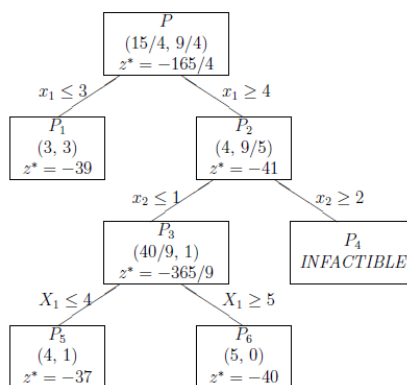 P
(15/4, 9/4)
z* = −165/4
x₁ ≤ 3
x₁ ≥ 4
P₁
(3, 3)
z* = −39
P₂
(4, 9/5)
z* = −41
x₂ ≤ 1
x₂ ≥ 2
P₃
(40/9, 1)
z* = −365/9
P₄
INFACTIBLE
X₁ ≤ 4
X₁ ≥ 5
P₅
(4, 1)
z* = −37
P₆
(5, 0)
z* = −40